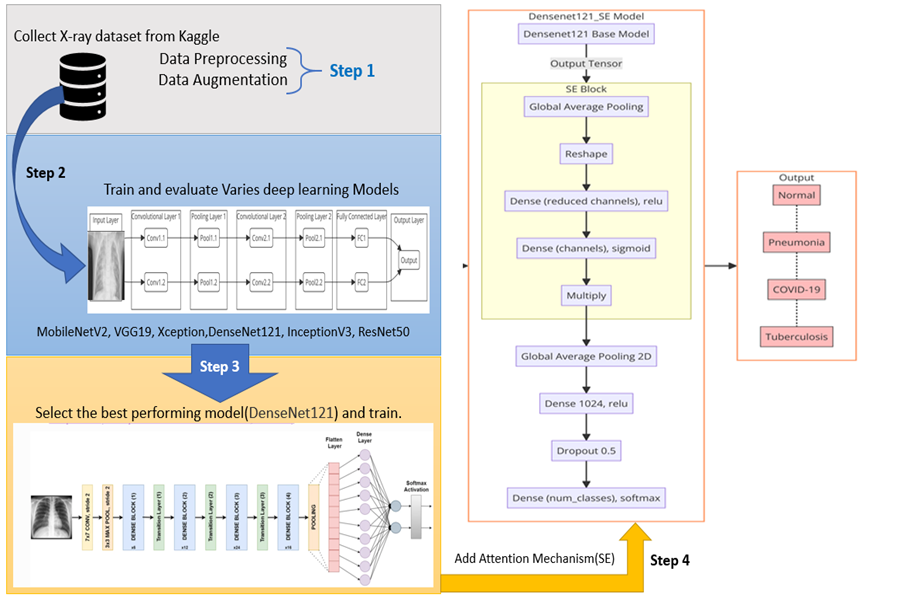 Collect X-ray dataset from Kaggle
Data Preprocessing
Data Augmentation
Step 1
Step 2
Train and evaluate Varies deep learning Models
Input Layer
Convolutional Layer 1
Pooling Layer 1
Convolutional Layer 2
Pooling Layer 2
Fully Connected Layer
Output Layer
Conv1.1
Pool1.1
Conv2.1
Pool2.1
FC1
Output
Conv1.2
Pool1.2
Conv2.2
Pool2.2
FC2
MobileNetV2, VGG19, Xception,DenseNet121, InceptionV3, ResNet50
Step 3
Select the best performing model(DenseNet121) and train.
Flatten
Layer
Dense
Layer
Softmax
Activation
7x7 CONV, stride 2
3x3 MAX POOL, stride 2
DENSE BLOCK (1)
Transition Layer (1)
DENSE BLOCK (2)
x12
Transition Layer (2)
DENSE BLOCK (3)
Transition Layer (3)
DENSE BLOCK (4)
POOLING
Add Attention Mechanism(SE)
Step 4
Densenet121_SE Model
Densenet121 Base Model
Output Tensor
SE Block
Global Average Pooling
Reshape
Dense (reduced channels), relu
Dense (channels), sigmoid
Multiply
Global Average Pooling 2D
Dense 1024, relu
Dropout 0.5
Dense (num_classes), softmax
Output
Normal
Pneumonia
COVID-19
Tuberculosis